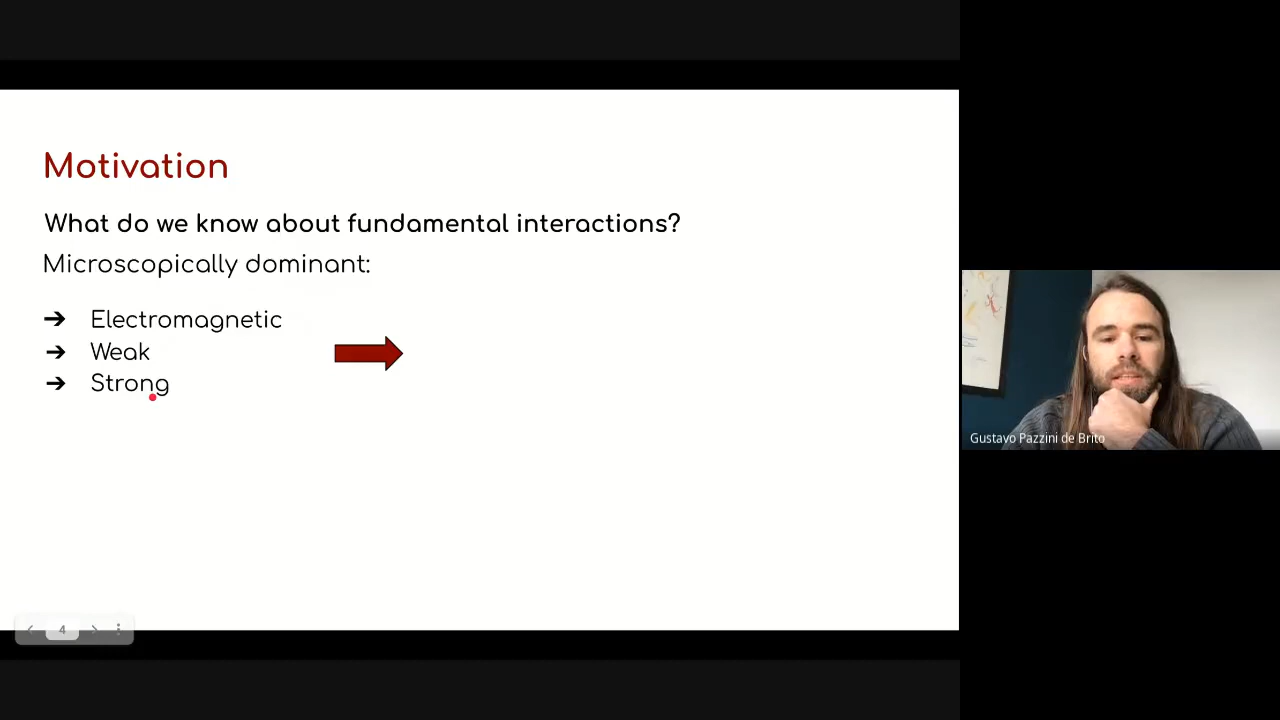 Motivation
What do we know about fundamental interactions?
Microscopically dominant:
➔ Electromagnetic
➔ Weak
➔ Strong
4
Gustavo Pazzini de Brito